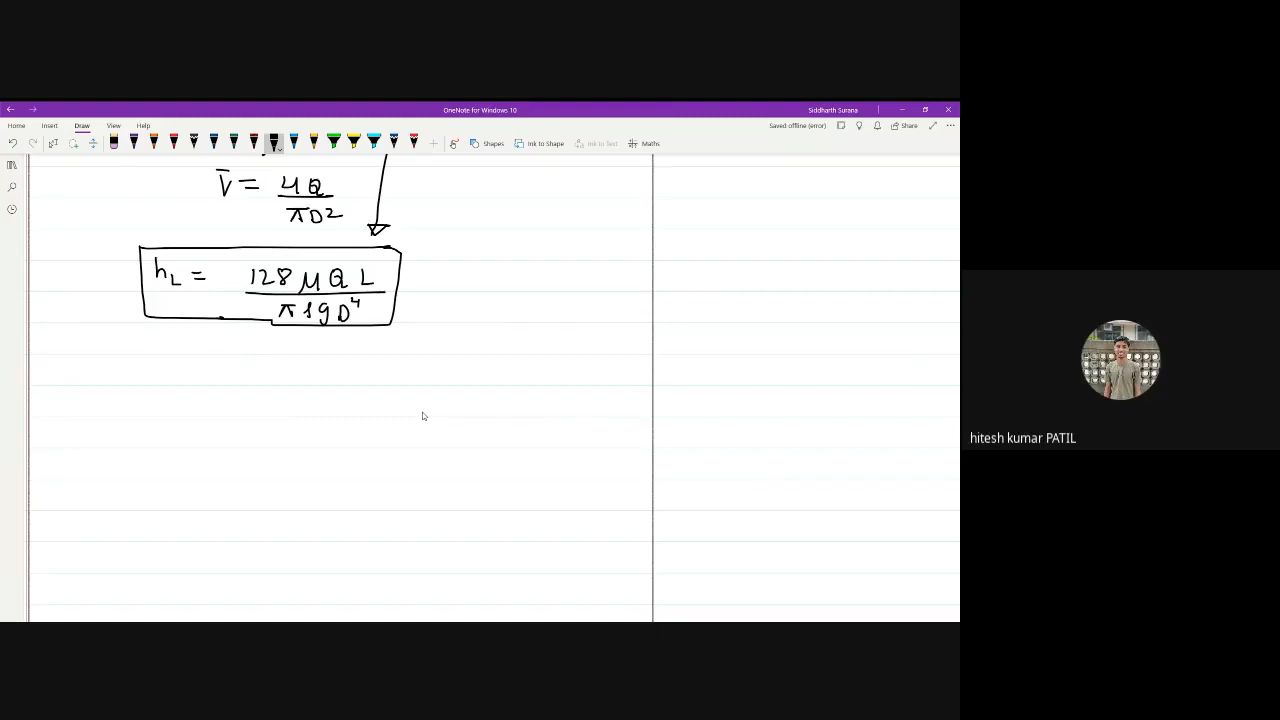 OneNote for Windows 10
Siddharth Surana
Home Insert Draw View Help
Saved offline (error) Share
Shapes Ink to Shape Ink to Text Maths
V̄ = 4Q / πD²
h_L = 128 μ Q L / π ρ g D⁴
hitesh kumar PATIL